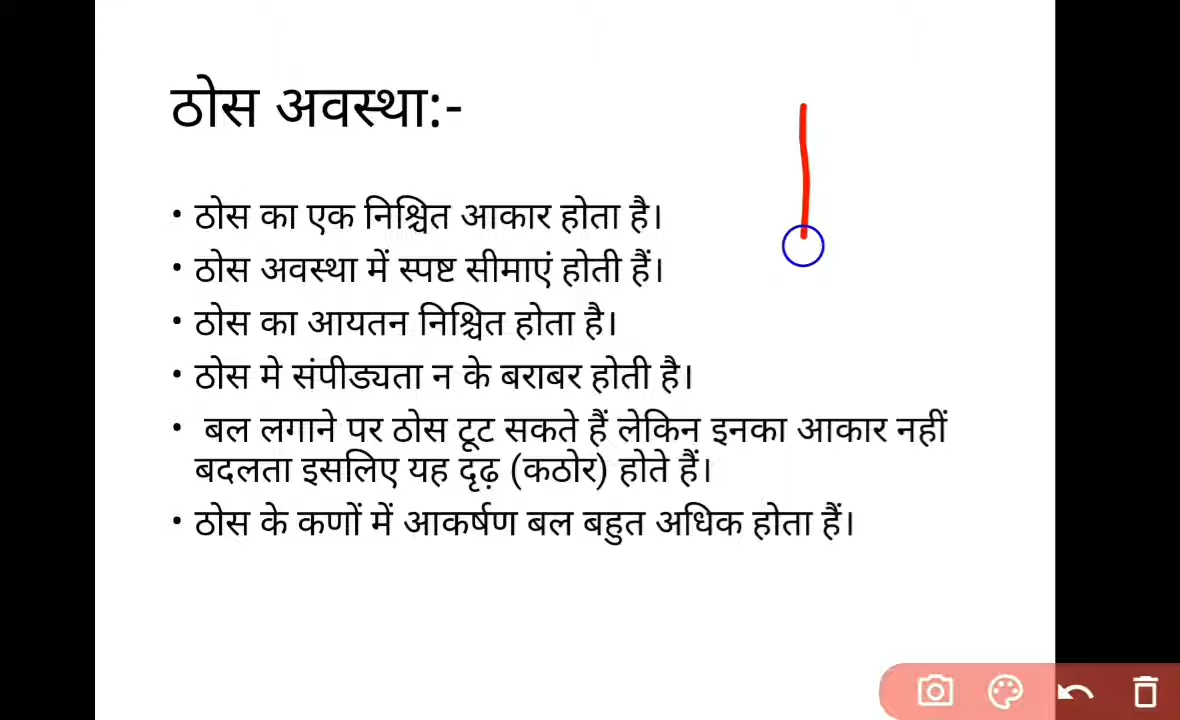 ठोस अवस्था:-
• ठोस का एक निश्चित आकार होता है।
• ठोस अवस्था में स्पष्ट सीमाएं होती हैं।
• ठोस का आयतन निश्चित होता है।
• ठोस मे संपीड्यता न के बराबर होती है।
• बल लगाने पर ठोस टूट सकते हैं लेकिन इनका आकार नहीं
बदलता इसलिए यह दृढ़ (कठोर) होते हैं।
• ठोस के कणों में आकर्षण बल बहुत अधिक होता हैं।